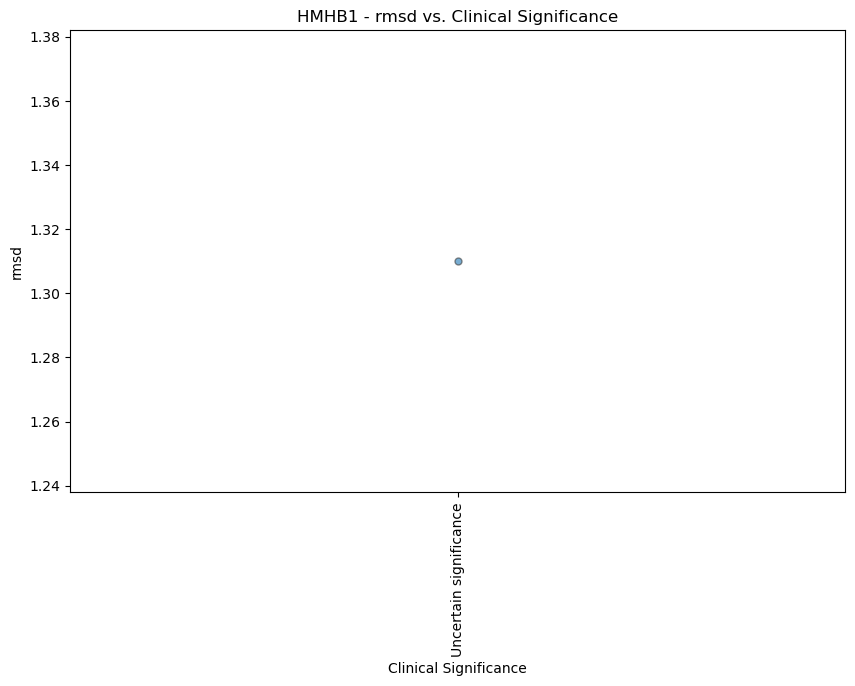 HMHB1 - rmsd vs. Clinical Significance
1.38
1.36
1.34
1.32
1.30
1.28
1.26
1.24
rmsd
Uncertain significance
Clinical Significance